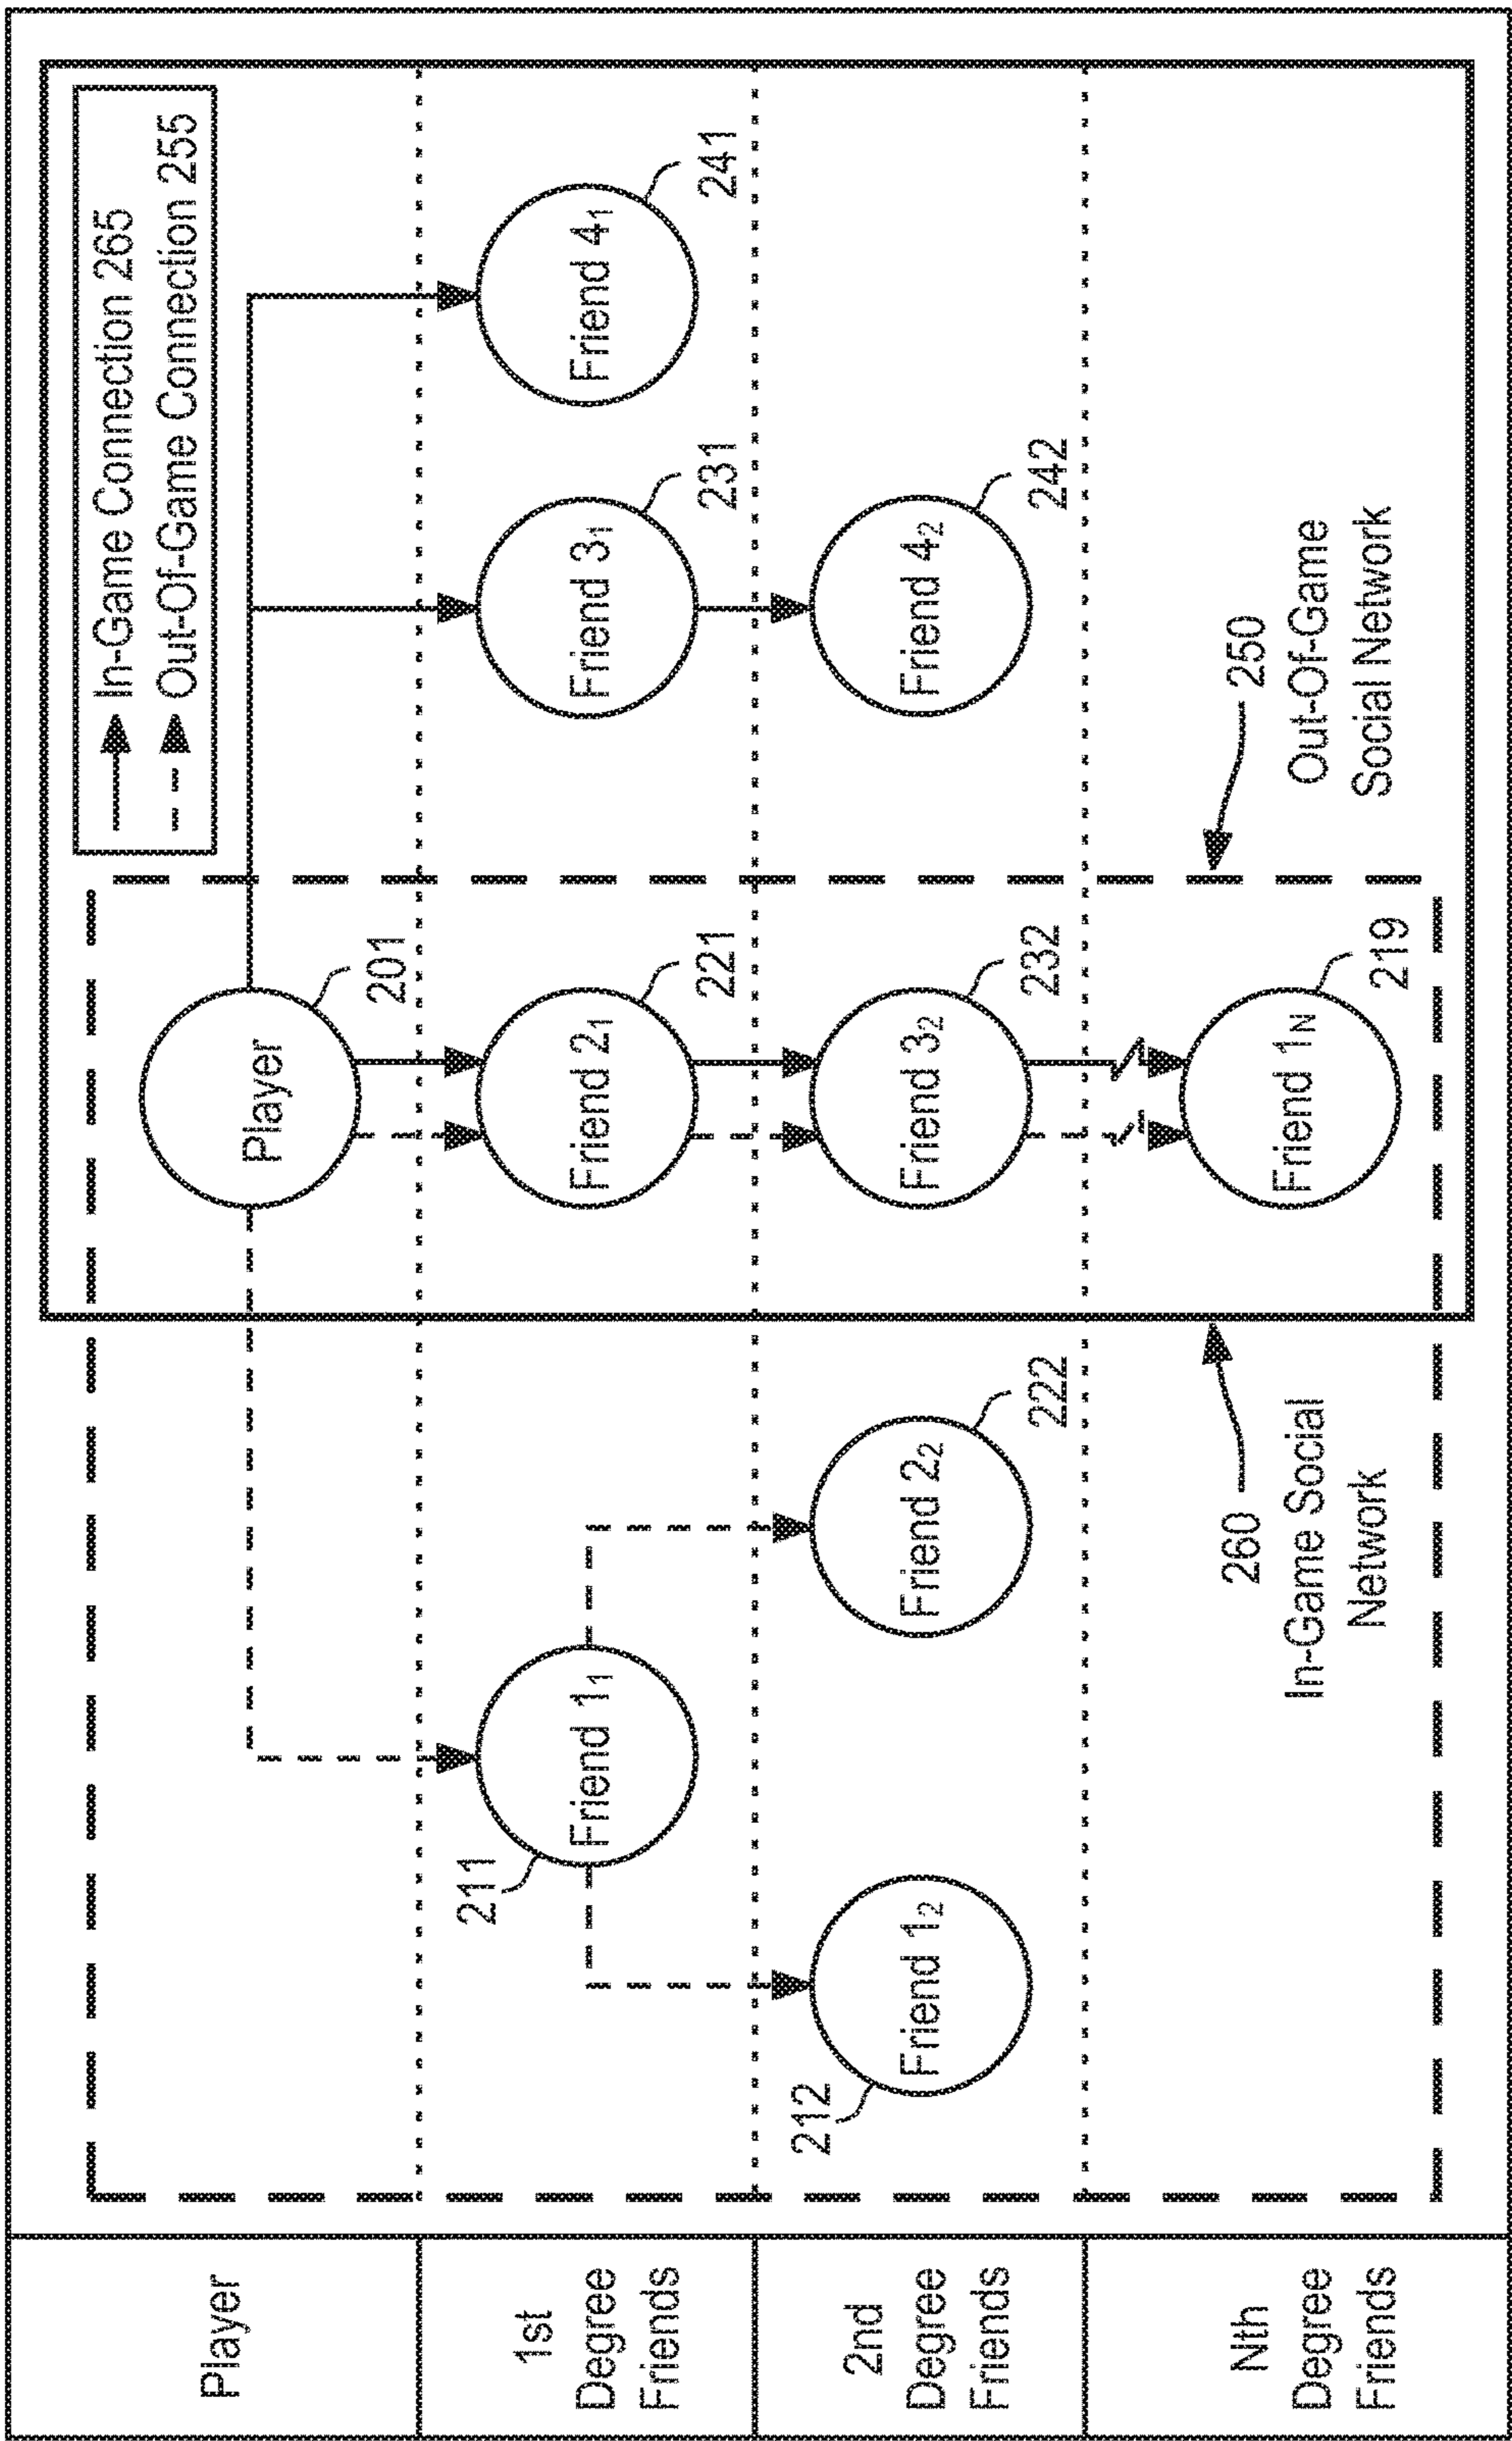 Player
In-Game Connection 265
Out-Of-Game Connection 255
Player
201
1st
Degree
Friends
211
Friend 1₁
Friend 2₁
221
Friend 3₁
231
Friend 4₁
241
2nd
Degree
Friends
212
Friend 1₂
Friend 2₂
222
Friend 3₂
232
Friend 4₂
242
Nth
Degree
Friends
260
In-Game Social
Network
Friend 1N
219
250
Out-Of-Game
Social Network